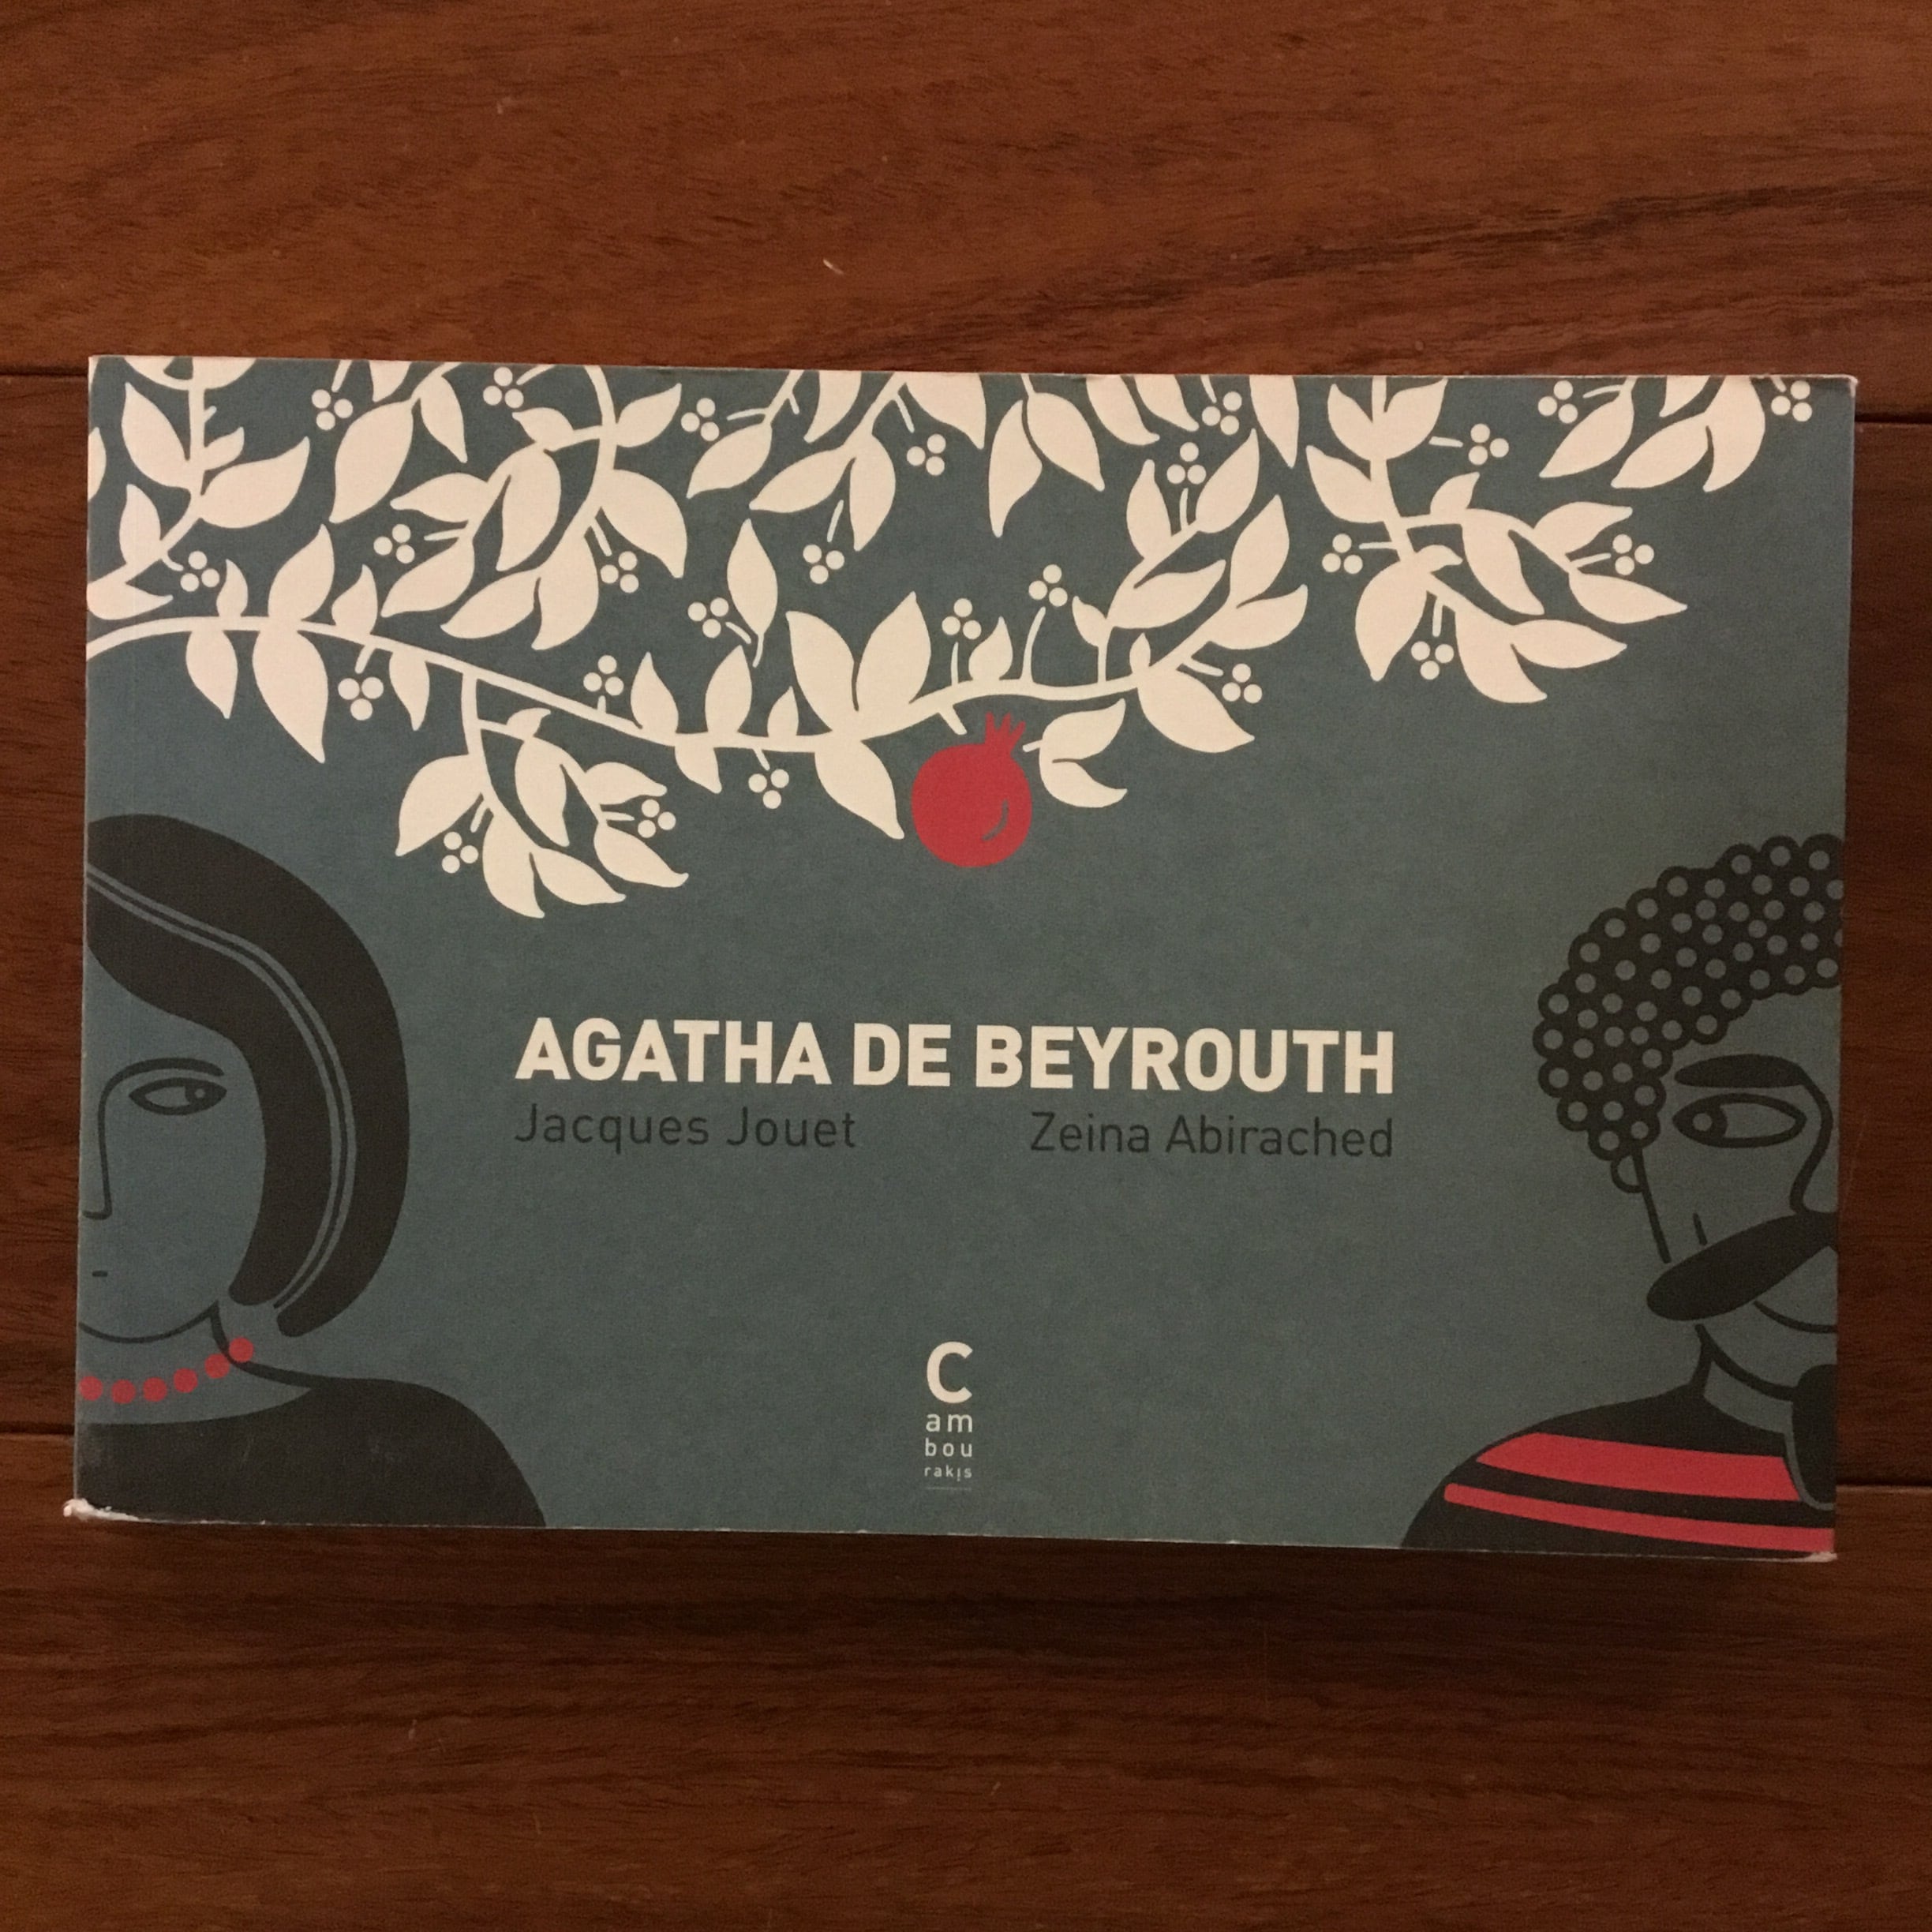 AGATHA DE BEYROUTH
Jacques Jouet Zeina Abirached
C
am
bou
rakis